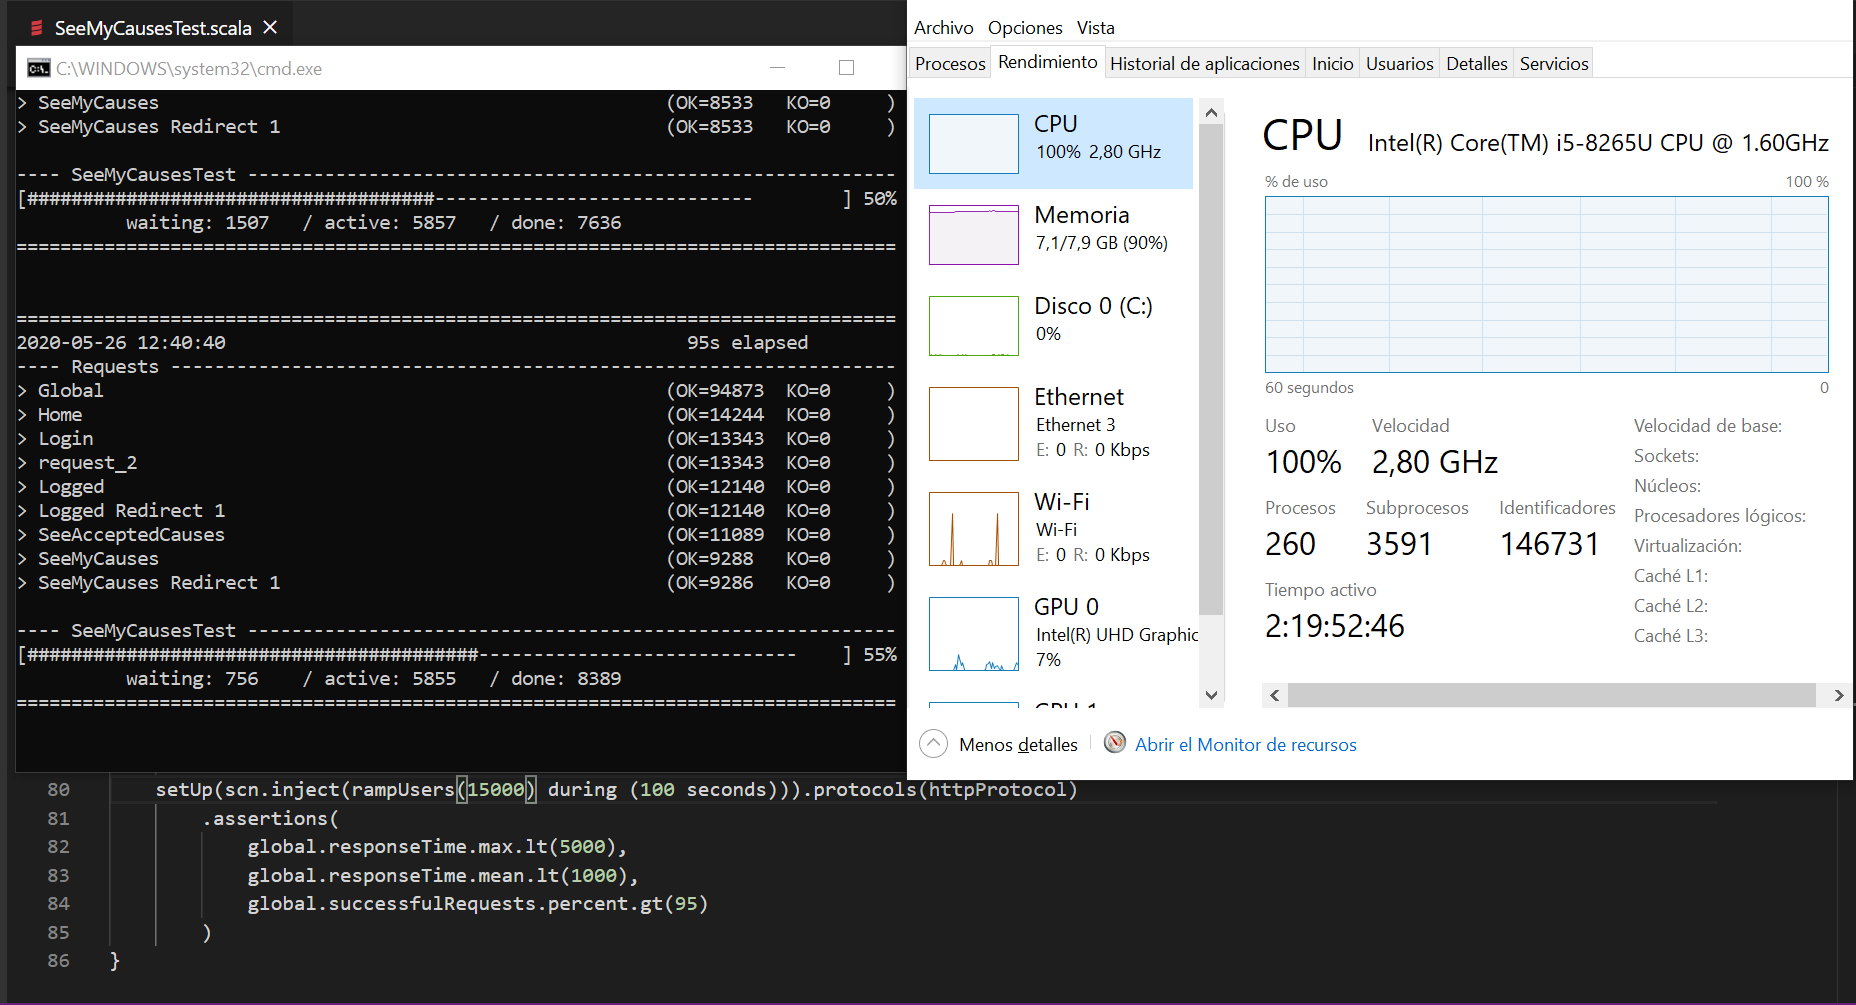 SeeMyCausesTest.scala
C:\WINDOWS\system32\cmd.exe
> SeeMyCauses (OK=8533 KO=0 )
> SeeMyCauses Redirect 1 (OK=8533 KO=0 )
---- SeeMyCausesTest -----------------------------------------------------------
[#####################################----------------------------- ] 50%
waiting: 1507 / active: 5857 / done: 7636
================================================================================
================================================================================
2020-05-26 12:40:40 95s elapsed
---- Requests ------------------------------------------------------------------
> Global (OK=94873 KO=0 )
> Home (OK=14244 KO=0 )
> Login (OK=13343 KO=0 )
> request_2 (OK=13343 KO=0 )
> Logged (OK=12140 KO=0 )
> Logged Redirect 1 (OK=12140 KO=0 )
> SeeAcceptedCauses (OK=11089 KO=0 )
> SeeMyCauses (OK=9288 KO=0 )
> SeeMyCauses Redirect 1 (OK=9286 KO=0 )
---- SeeMyCausesTest -----------------------------------------------------------
[#########################################----------------------------- ] 55%
waiting: 756 / active: 5855 / done: 8389
================================================================================
80 setUp(scn.inject(rampUsers(15000) during (100 seconds))).protocols(httpProtocol)
81 .assertions(
82 global.responseTime.max.lt(5000),
83 global.responseTime.mean.lt(1000),
84 global.successfulRequests.percent.gt(95)
85 )
86 }
Archivo Opciones Vista
Procesos Rendimiento Historial de aplicaciones Inicio Usuarios Detalles Servicios
CPU
100% 2,80 GHz
Memoria
7,1/7,9 GB (90%)
Disco 0 (C:)
0%
Ethernet
Ethernet 3
E: 0 R: 0 Kbps
Wi-Fi
Wi-Fi
E: 0 R: 0 Kbps
GPU 0
Intel(R) UHD Graphic
7%
GPU 1
CPU Intel(R) Core(TM) i5-8265U CPU @ 1.60GHz
% de uso 100 %
60 segundos 0
Uso Velocidad
100% 2,80 GHz
Procesos Subprocesos Identificadores
260 3591 146731
Tiempo activo
2:19:52:46
Velocidad de base:
Sockets:
Núcleos:
Procesadores lógicos:
Virtualización:
Caché L1:
Caché L2:
Caché L3:
Menos detalles Abrir el Monitor de recursos